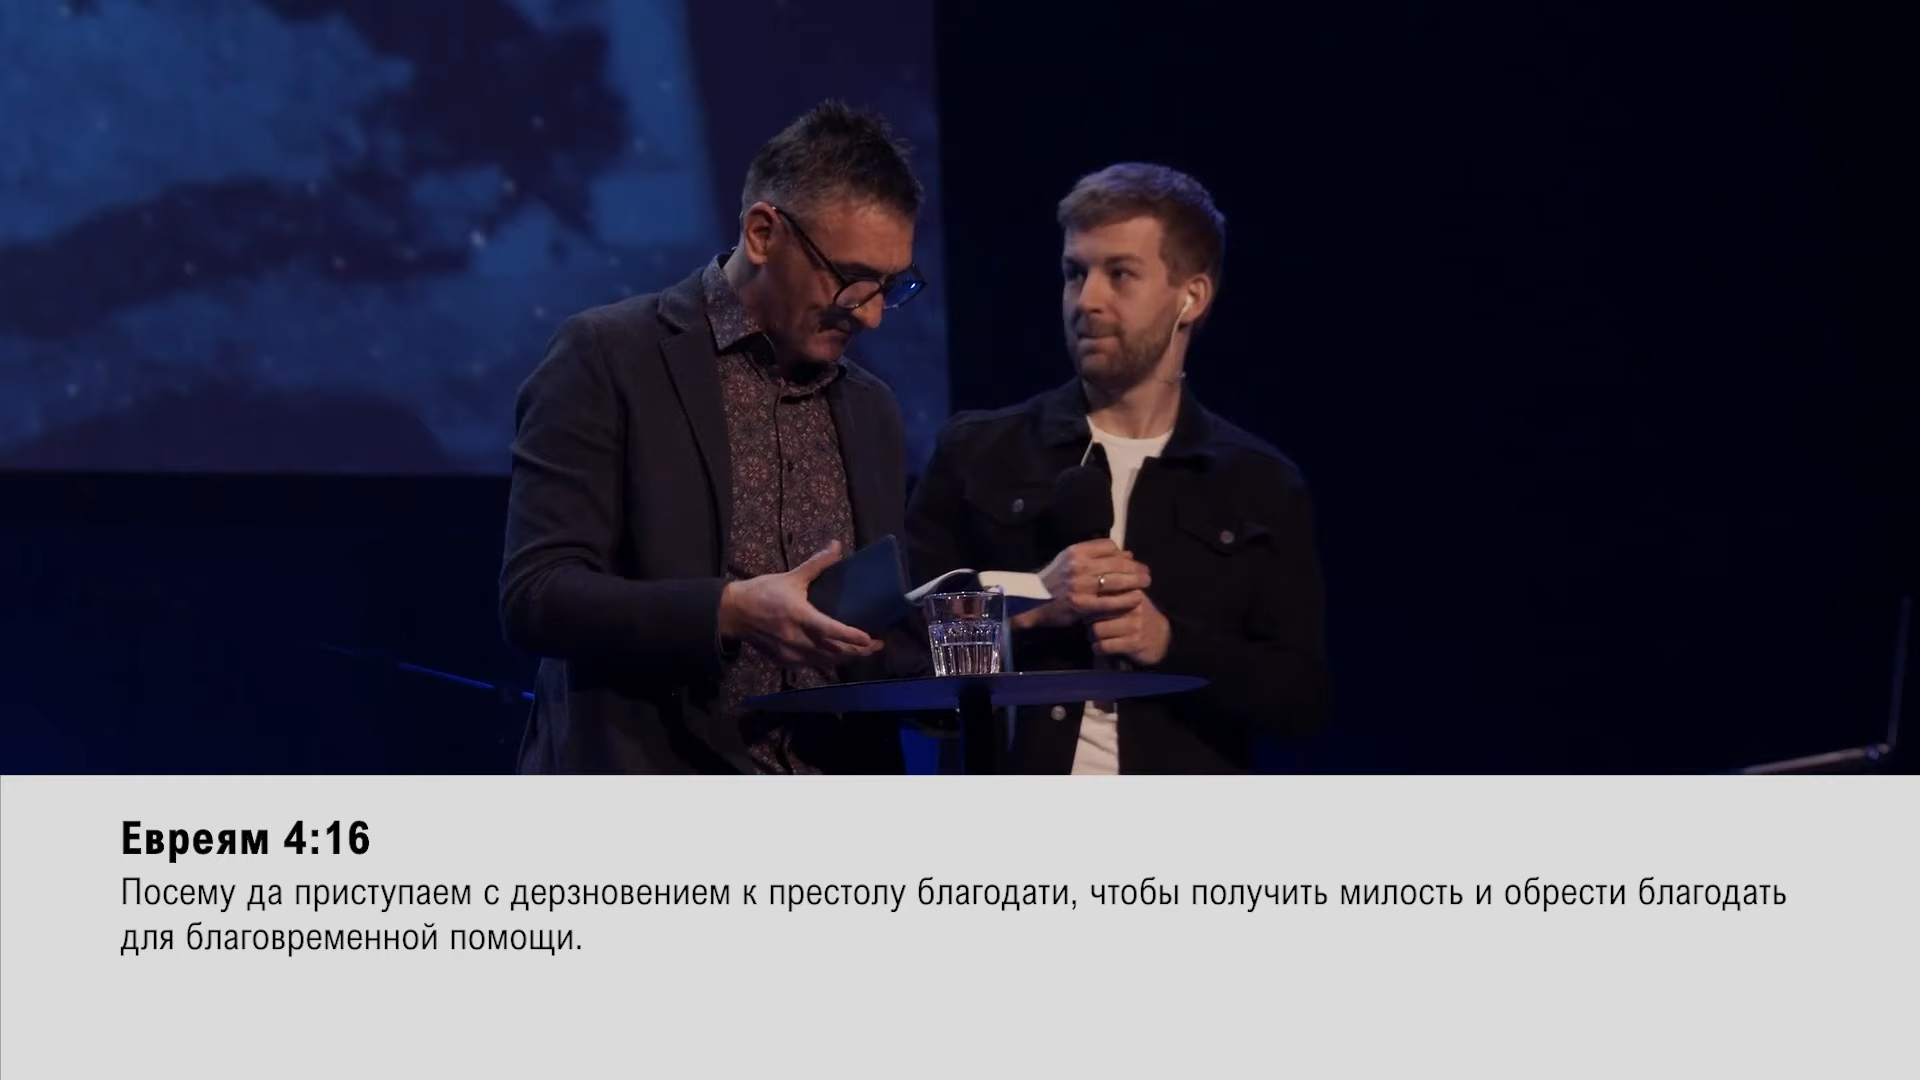 Евреям 4:16
Посему да приступаем с дерзновением к престолу благодати, чтобы получить милость и обрести благодать
для благовременной помощи.